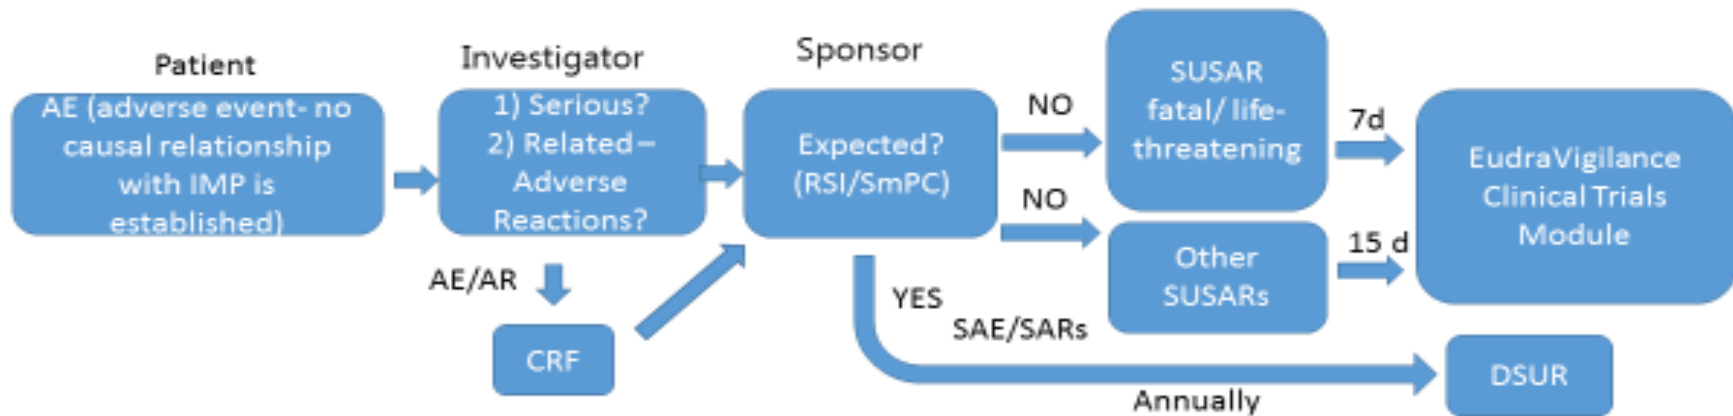 Patient
AE (adverse event- no
causal relationship
with IMP is
established)
Investigator
1) Serious?
2) Related –
Adverse
Reactions?
AE/AR
CRF
Sponsor
Expected?
(RSI/SmPC)
NO
NO
YES
SAE/SARs
Annually
SUSAR
fatal/ life-
threatening
Other
SUSARs
7d
15 d
EudraVigilance
Clinical Trials
Module
DSUR